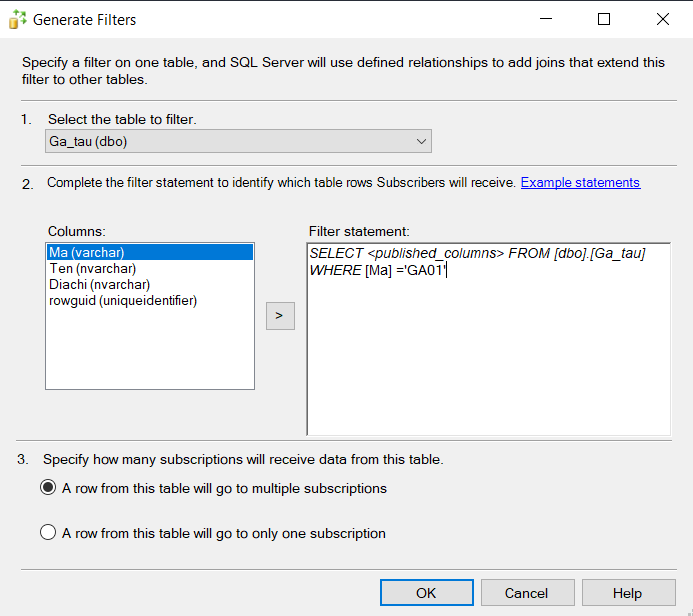 Generate Filters
Specify a filter on one table, and SQL Server will use defined relationships to add joins that extend this
filter to other tables.
1. Select the table to filter.
Ga_tau (dbo)
2. Complete the filter statement to identify which table rows Subscribers will receive. Example statements
Columns:
Ma (varchar)
Ten (nvarchar)
Diachi (nvarchar)
rowguid (uniqueidentifier)
>
Filter statement:
SELECT <published_columns> FROM [dbo].[Ga_tau]
WHERE [Ma] ='GA01'
3. Specify how many subscriptions will receive data from this table.
A row from this table will go to multiple subscriptions
A row from this table will go to only one subscription
OK Cancel Help